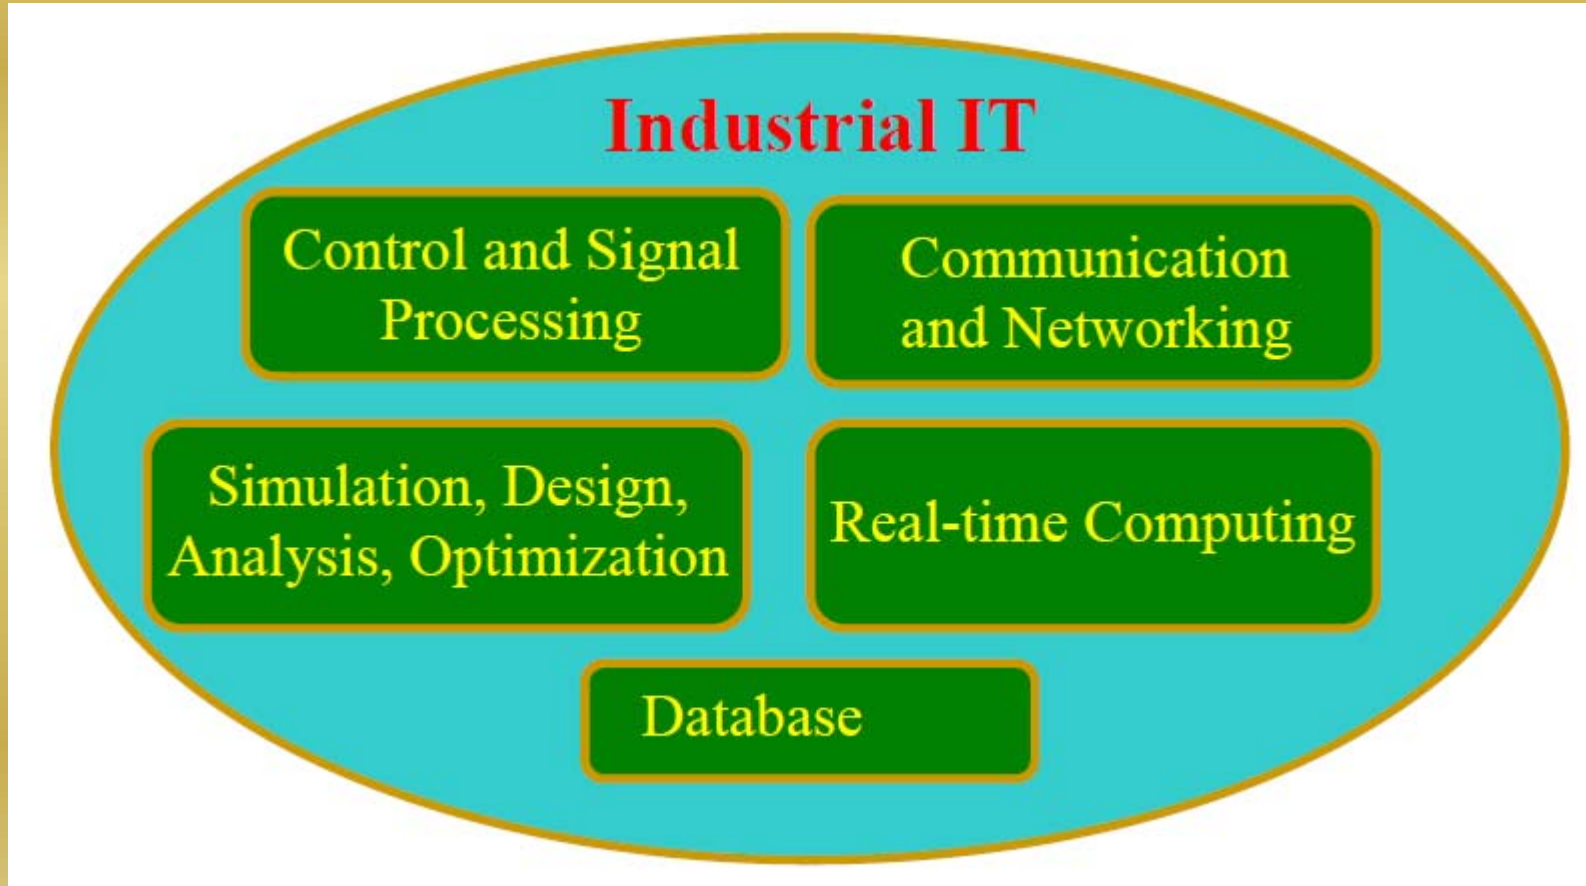 Industrial IT
Control and Signal
Processing
Communication
and Networking
Simulation, Design,
Analysis, Optimization
Real-time Computing
Database